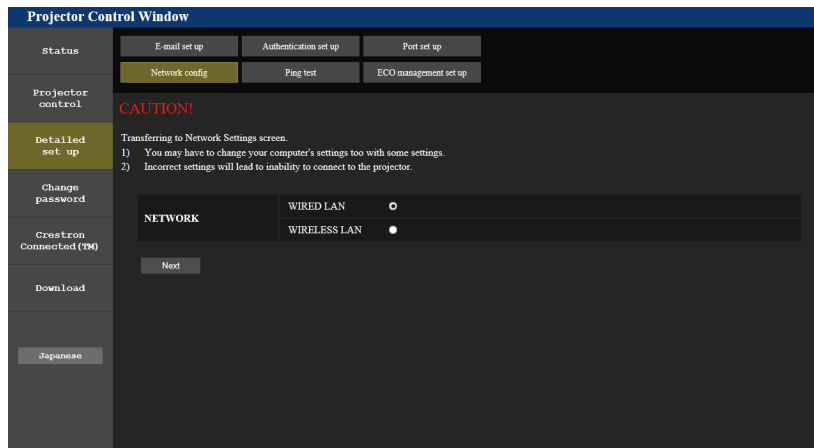 Projector Control Window
Status
E-mail set up
Authentication set up
Port set up
Network config
Ping test
ECO management set up
Projector
control
Detailed
set up
Change
password
Crestron
Connected(TM)
Download
Japanese
CAUTION!
Transferring to Network Settings screen.
1) You may have to change your computer's settings too with some settings.
2) Incorrect settings will lead to inability to connect to the projector.
NETWORK
WIRED LAN
WIRELESS LAN
Next